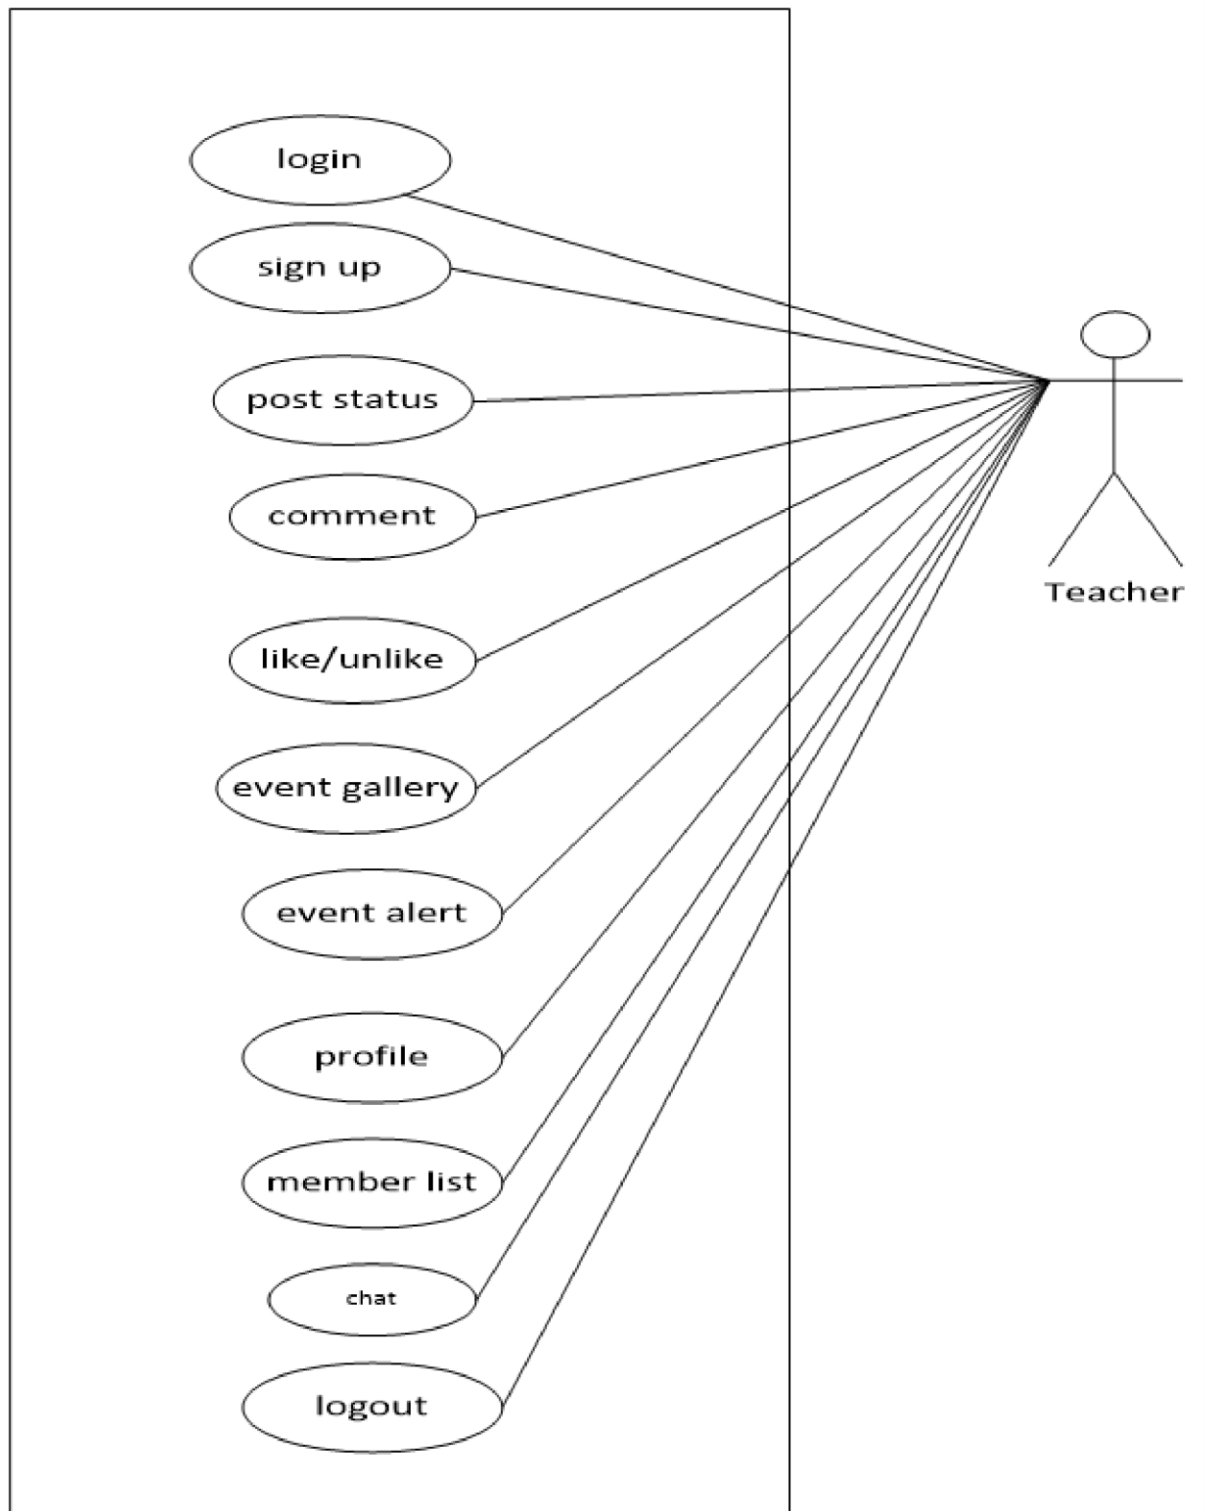 login
sign up
post status
comment
like/unlike
event gallery
event alert
profile
member list
chat
logout
Teacher